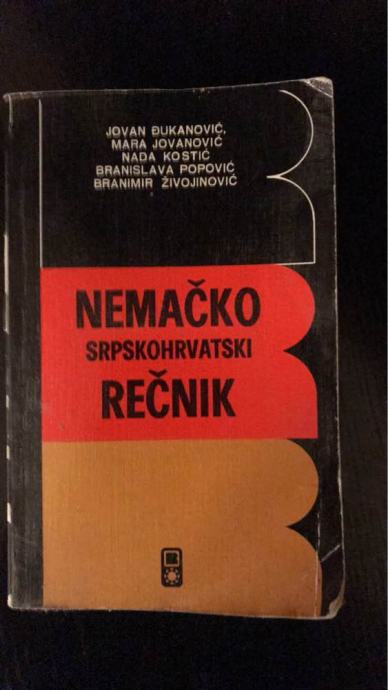 JOVAN ĐUKANOVIĆ,
MARA JOVANOVIĆ
NADA KOSTIĆ
BRANISLAVA POPOVIĆ
BRANIMIR ŽIVOJINOVIĆ
NEMAČKO
SRPSKOHRVATSKI
REČNIK